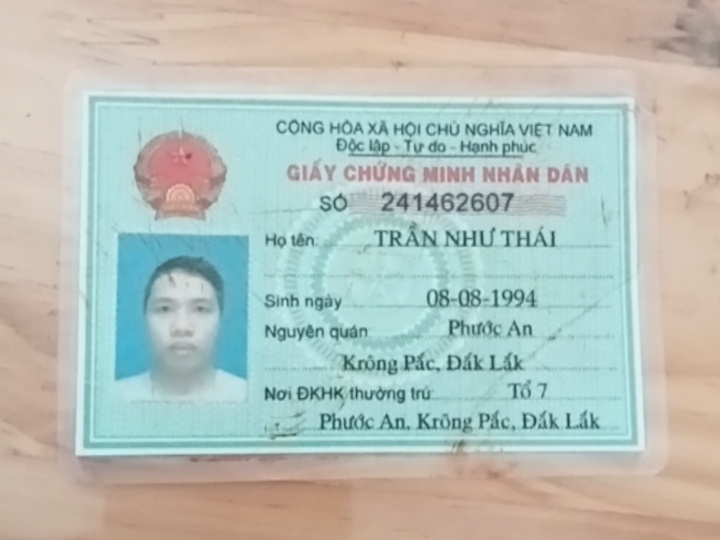 CỘNG HÒA XÃ HỘI CHỦ NGHĨA VIỆT NAM
Độc lập - Tự do - Hạnh phúc
GIẤY CHỨNG MINH NHÂN DÂN
SỐ 241462607
Họ tên: TRẦN NHƯ THÁI
Sinh ngày 08-08-1994
Nguyên quán: Phước An
Krông Pắc, Đắk Lắk
Nơi ĐKHK thường trú: Tổ 7
Phước An, Krông Pắc, Đắk Lắk